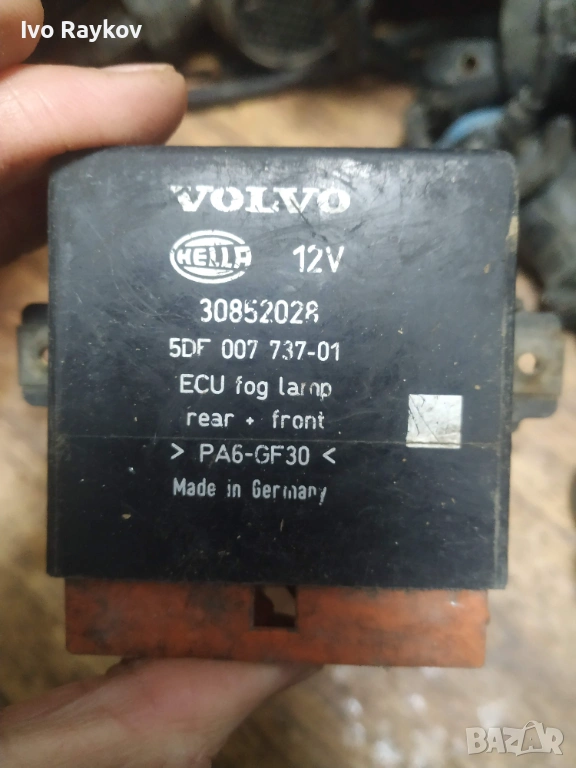 Ivo Raykov
VOLVO
HELLA 12V
30852028
5DF 007 737-01
ECU fog lamp
rear + front
> PA6-GF30 <
Made in Germany
BAZAR